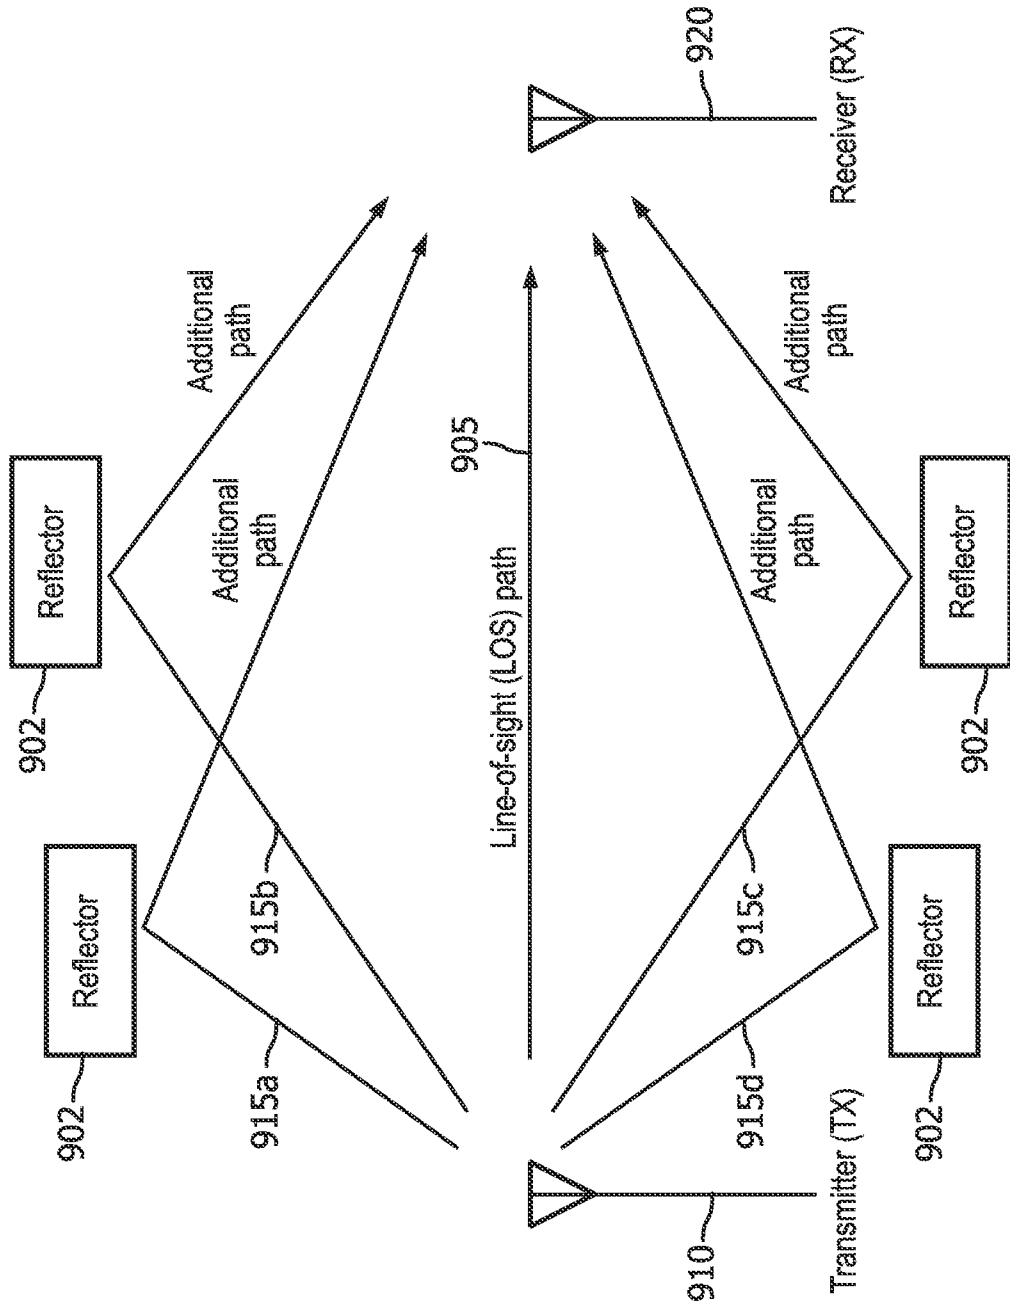 902
Reflector
902
Reflector
Additional
path
Additional
path
915a
915b
905
Line-of-sight (LOS) path
910
920
915d
915c
Additional
path
Additional
path
Transmitter (TX)
Receiver (RX)
902
Reflector
902
Reflector